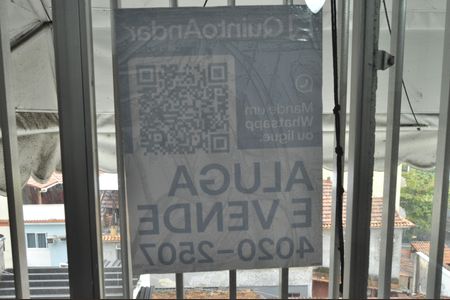 QuintoAndar
Mande um
Whatsapp
ou ligue.
ALUGA
E VENDE
4020-2507